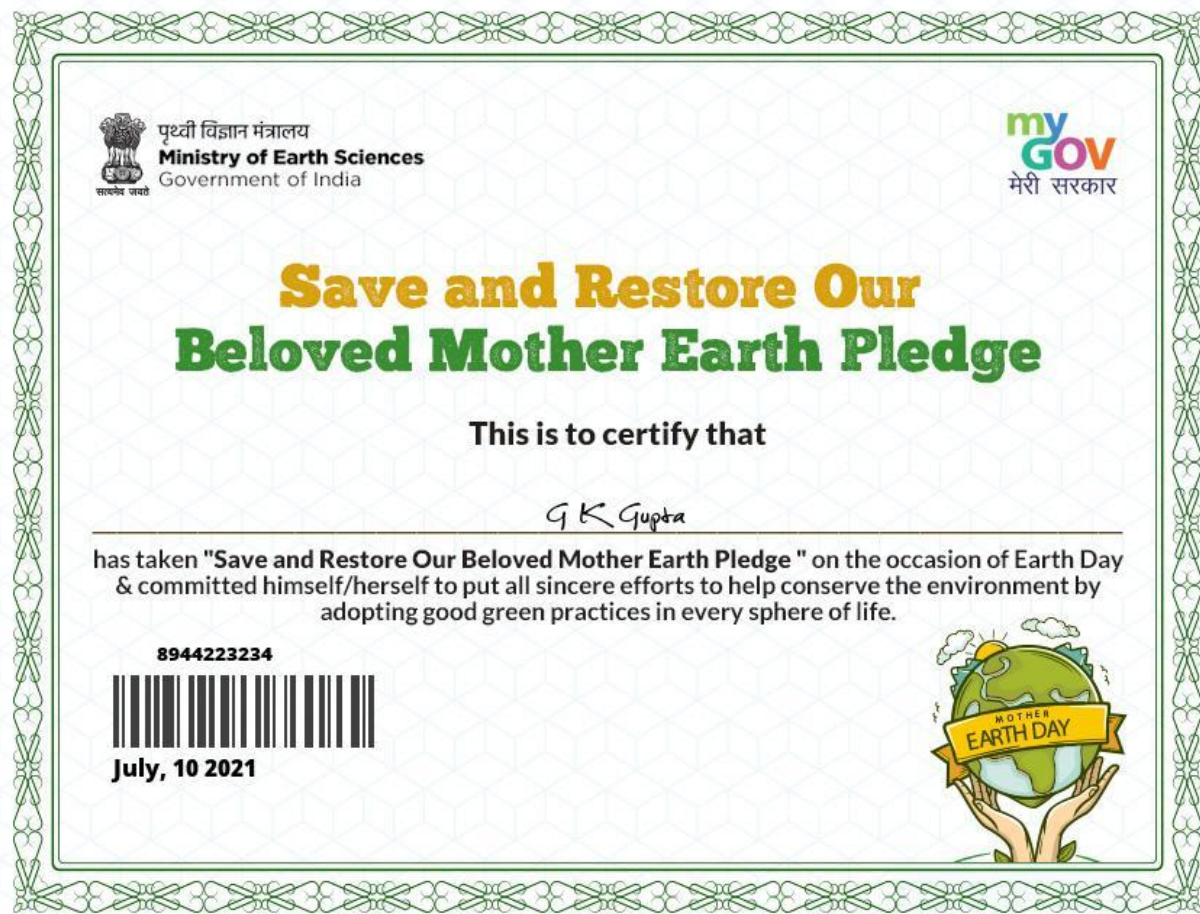 पृथ्वी विज्ञान मंत्रालय
Ministry of Earth Sciences
Government of India
सत्यमेव जयते
my
GOV
मेरी सरकार
Save and Restore Our
Beloved Mother Earth Pledge
This is to certify that
G K Gupta
has taken "Save and Restore Our Beloved Mother Earth Pledge " on the occasion of Earth Day
& committed himself/herself to put all sincere efforts to help conserve the environment by
adopting good green practices in every sphere of life.
8944223234
July, 10 2021
MOTHER
EARTH DAY